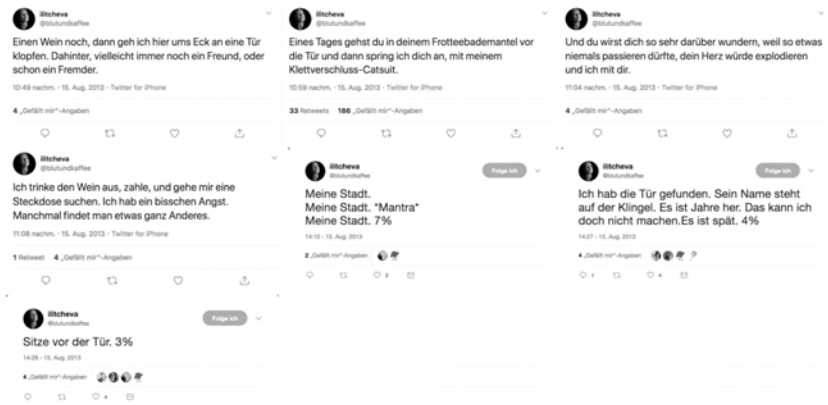 ilitcheva
@blutundkaffee
Einen Wein noch, dann geh ich hier ums Eck an eine Tür
klopfen. Dahinter, vielleicht immer noch ein Freund, oder
schon ein Fremder.
10:49 nachm. · 15. Aug. 2013 · Twitter for iPhone
4 „Gefällt mir“-Angaben
ilitcheva
@blutundkaffee
Eines Tages gehst du in deinem Frotteebademantel vor
die Tür und dann spring ich dich an, mit meinem
Klettverschluss-Catsuit.
10:59 nachm. · 15. Aug. 2013 · Twitter for iPhone
33 Retweets 186 „Gefällt mir“-Angaben
ilitcheva
@blutundkaffee
Und du wirst dich so sehr darüber wundern, weil so etwas
niemals passieren dürfte, dein Herz würde explodieren
und ich mit dir.
11:04 nachm. · 15. Aug. 2013 · Twitter for iPhone
4 „Gefällt mir“-Angaben
ilitcheva
@blutundkaffee
Ich trinke den Wein aus, zahle, und gehe mir eine
Steckdose suchen. Ich hab ein bisschen Angst.
Manchmal findet man etwas ganz Anderes.
11:08 nachm. · 15. Aug. 2013 · Twitter for iPhone
1 Retweet 4 „Gefällt mir“-Angaben
ilitcheva
@blutundkaffee
Folge ich
Meine Stadt.
Meine Stadt. *Mantra*
Meine Stadt. 7%
14:10 - 15. Aug. 2013
2 „Gefällt mir“-Angaben
2
ilitcheva
@blutundkaffee
Folge ich
Ich hab die Tür gefunden. Sein Name steht
auf der Klingel. Es ist Jahre her. Das kann ich
doch nicht machen.Es ist spät. 4%
14:27 - 15. Aug. 2013
4 „Gefällt mir“-Angaben
1 4
ilitcheva
@blutundkaffee
Folge ich
Sitze vor der Tür. 3%
14:28 - 15. Aug. 2013
4 „Gefällt mir“-Angaben
4